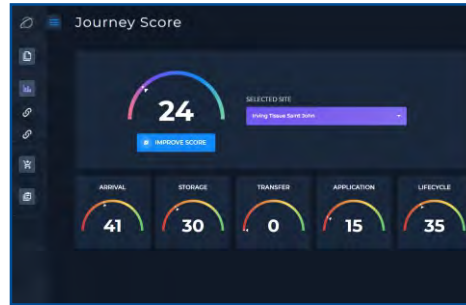 Journey Score
24
IMPROVE SCORE
SELECTED SITE
Irving Tissue Saint John
ARRIVAL
41
STORAGE
30
TRANSFER
0
APPLICATION
15
LIFECYCLE
35